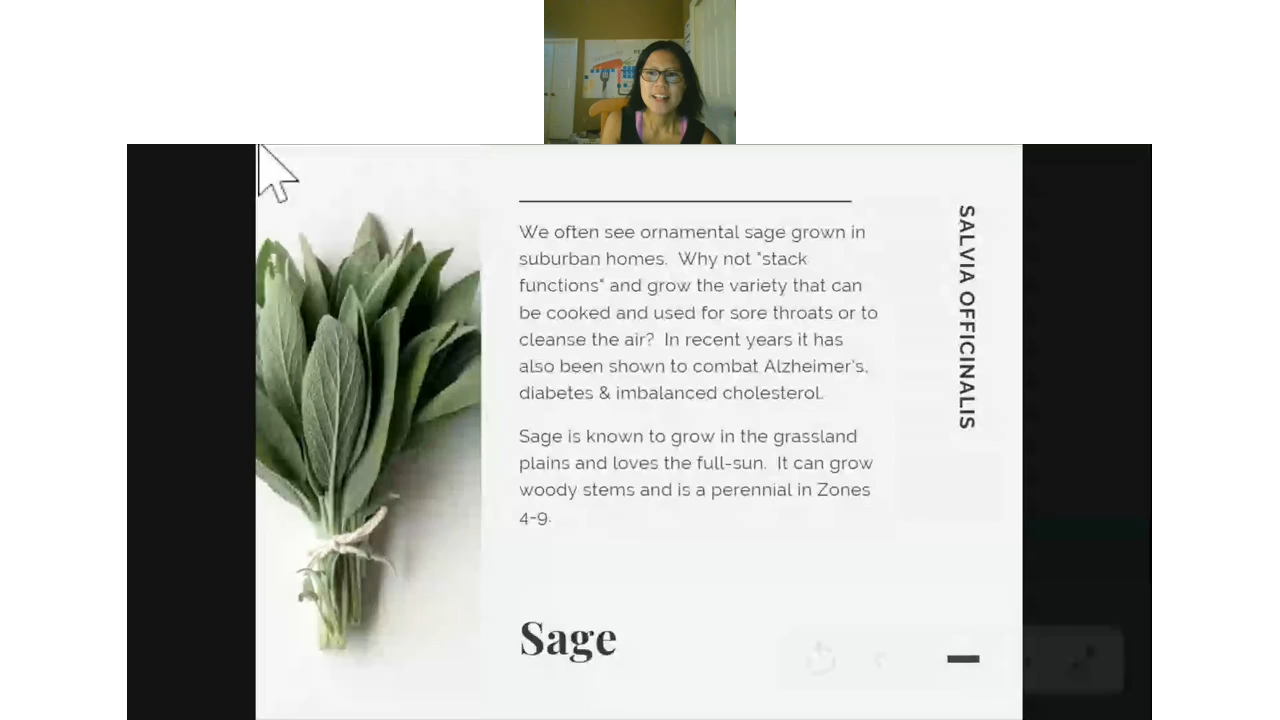 We often see ornamental sage grown in
suburban homes.  Why not "stack
functions" and grow the variety that can
be cooked and used for sore throats or to
cleanse the air?  In recent years it has
also been shown to combat Alzheimer's,
diabetes & imbalanced cholesterol.
Sage is known to grow in the grassland
plains and loves the full-sun.  It can grow
woody stems and is a perennial in Zones
4-9.
Sage
SALVIA OFFICINALIS